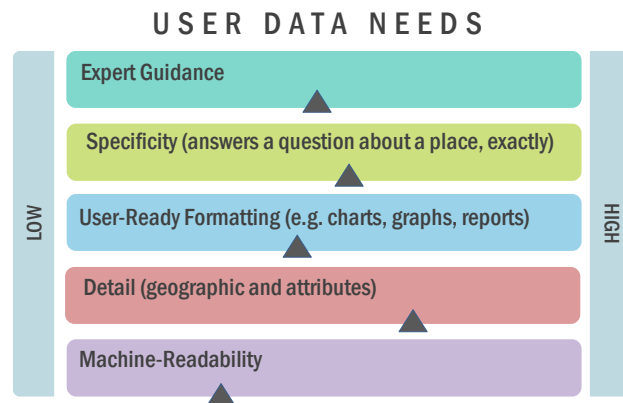 USER DATA NEEDS
Expert Guidance
Specificity (answers a question about a place, exactly)
LOW
User-Ready Formatting (e.g. charts, graphs, reports)
HIGH
Detail (geographic and attributes)
Machine-Readability